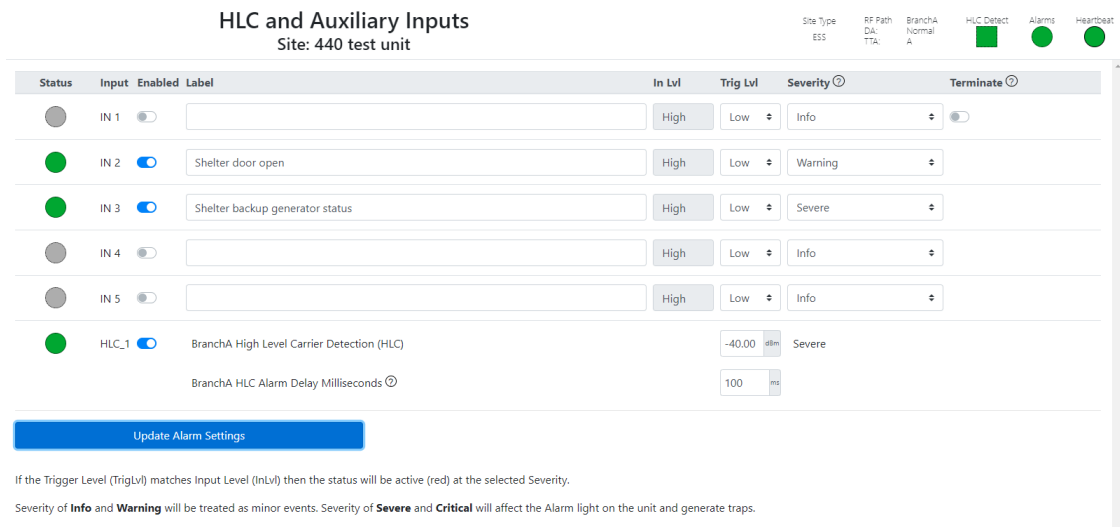 HLC and Auxiliary Inputs
Site: 440 test unit
Site Type
ESS
RF Path BranchA
DA: Normal
TTA: A
HLC Detect Alarms Heartbeat
Status Input Enabled Label In Lvl Trig Lvl Severity ? Terminate ?
IN 1 High Low Info
IN 2 Shelter door open High Low Warning
IN 3 Shelter backup generator status High Low Severe
IN 4 High Low Info
IN 5 High Low Info
HLC_1 BranchA High Level Carrier Detection (HLC) -40.00 dBm Severe
BranchA HLC Alarm Delay Milliseconds ? 100 ms
Update Alarm Settings
If the Trigger Level (TrigLvl) matches Input Level (InLvl) then the status will be active (red) at the selected Severity.
Severity of Info and Warning will be treated as minor events. Severity of Severe and Critical will affect the Alarm light on the unit and generate traps.